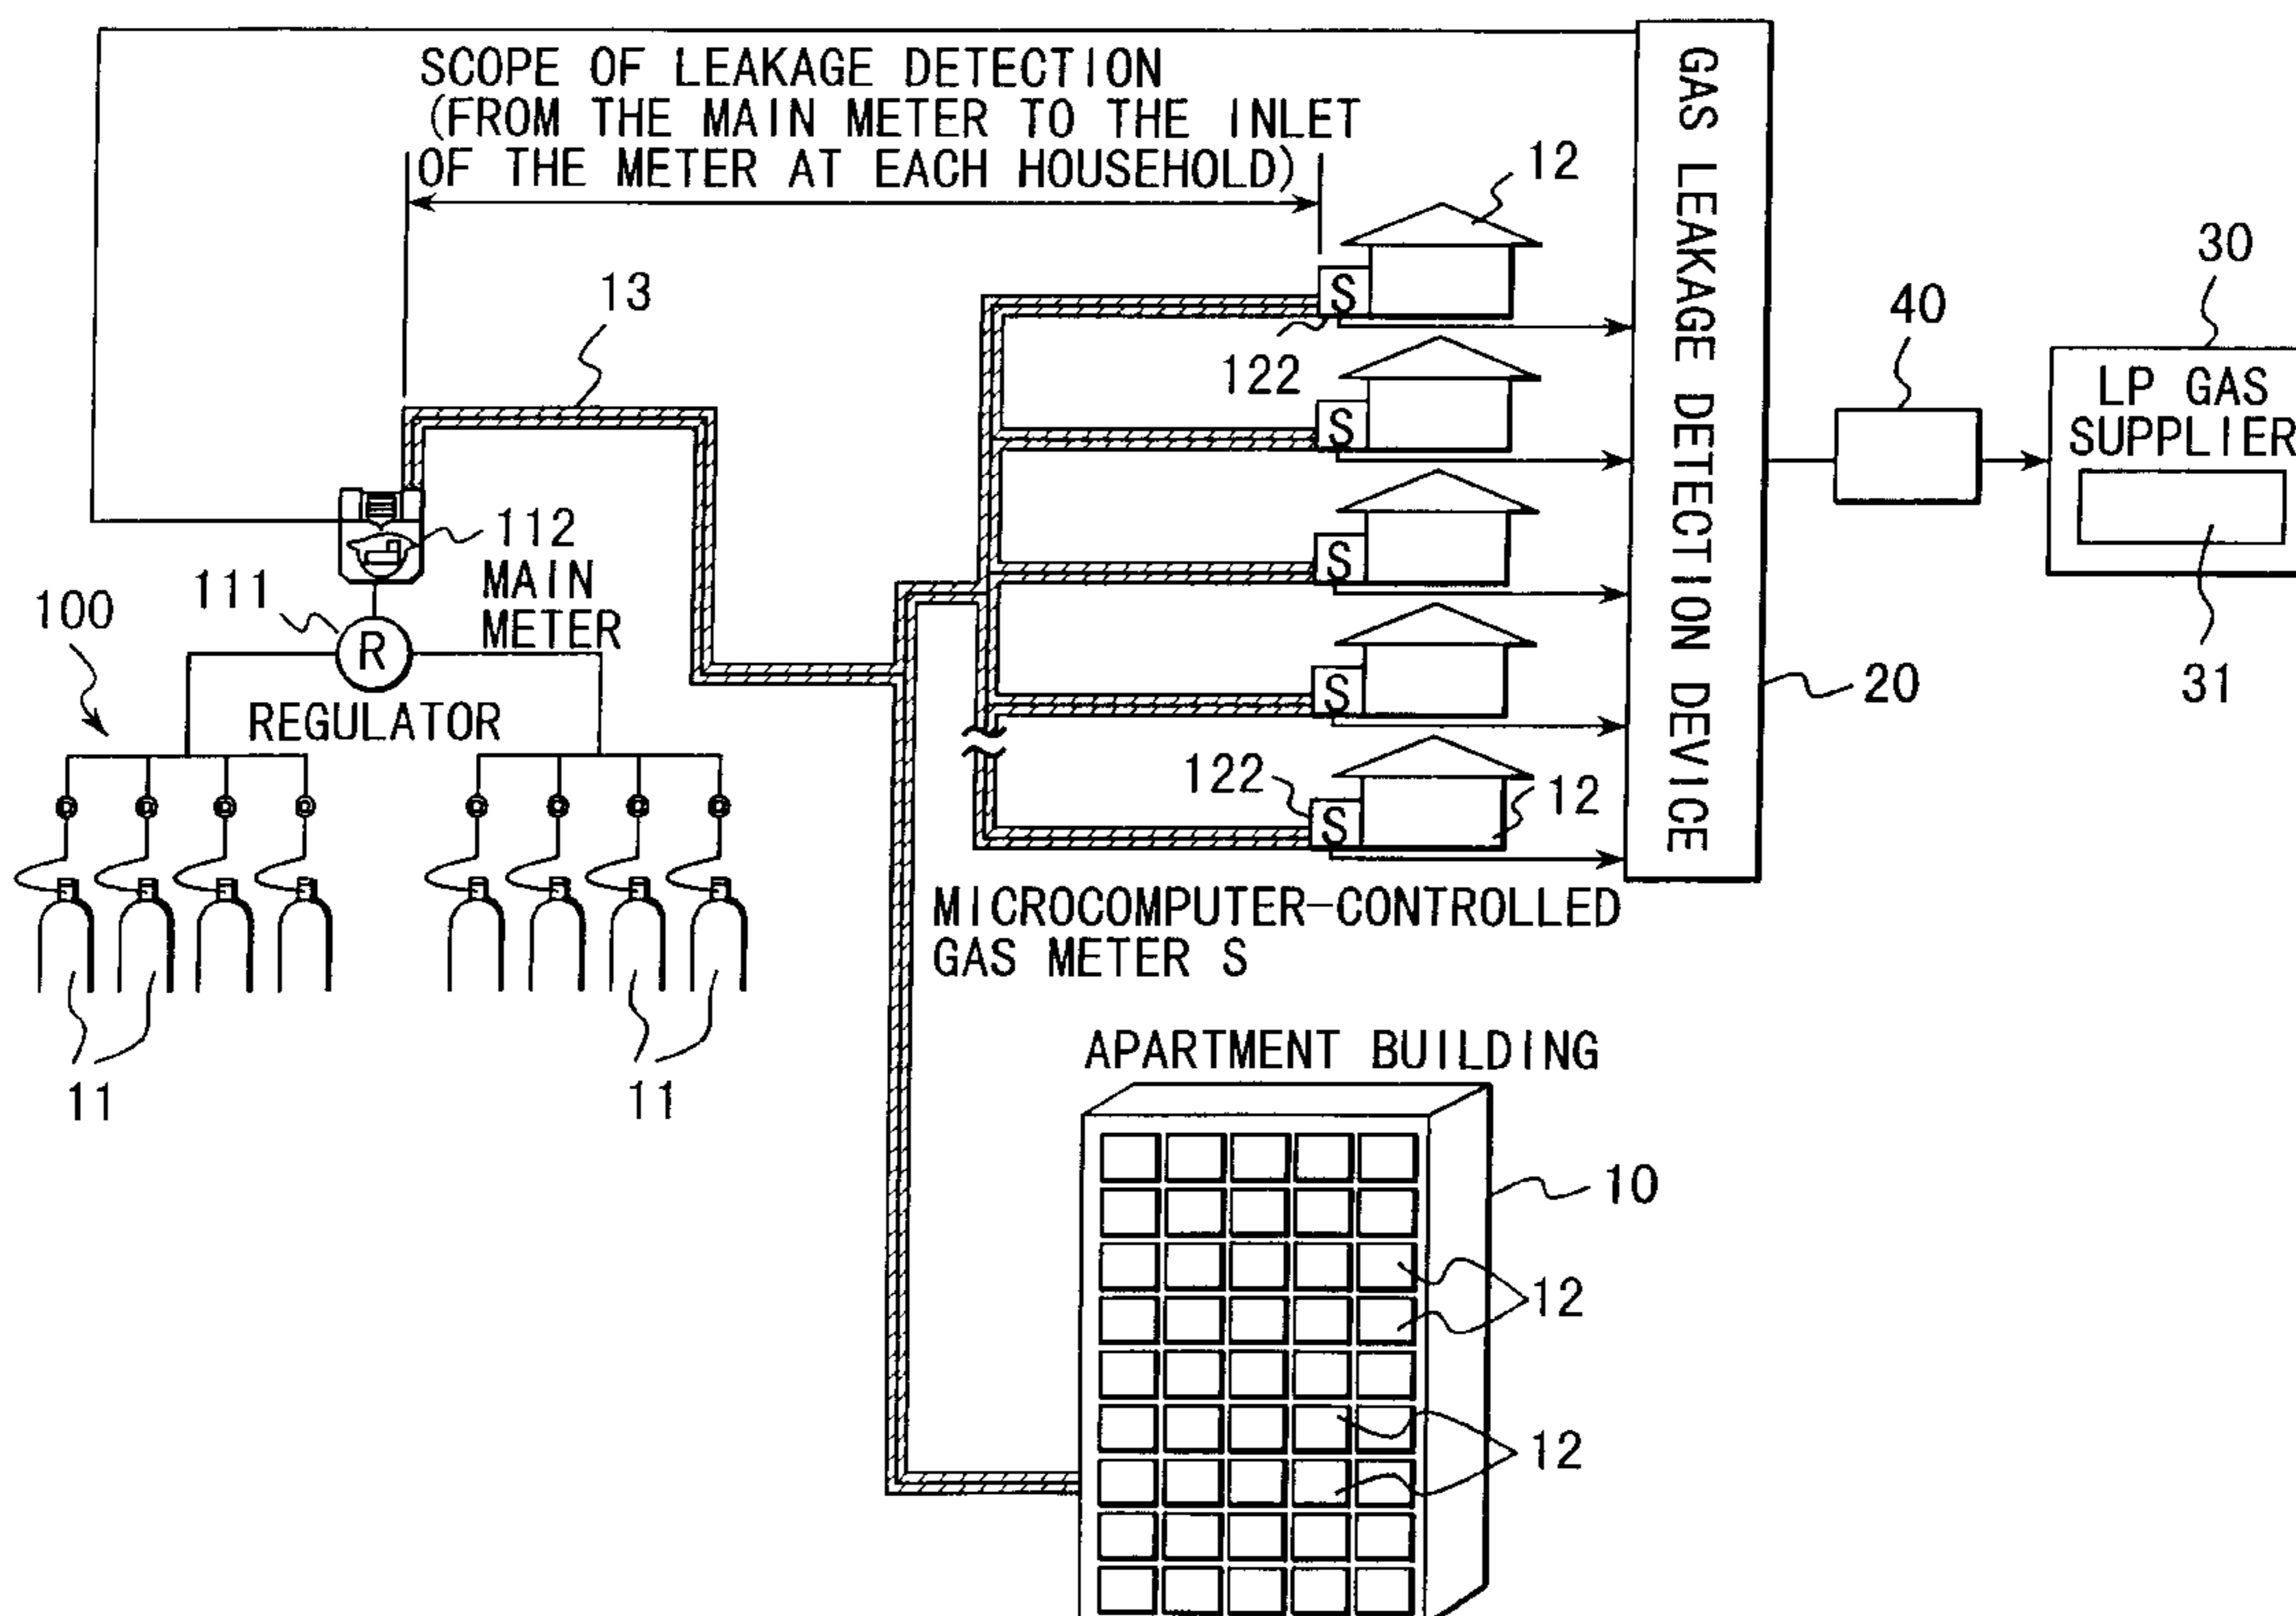 SCOPE OF LEAKAGE DETECTION
(FROM THE MAIN METER TO THE INLET
OF THE METER AT EACH HOUSEHOLD)
GAS LEAKAGE DETECTION DEVICE
12
30
13
40
122
LP GAS
SUPPLIER
112
MAIN
METER
111
100
R
REGULATOR
S
S
S
S
S
31
20
122
12
MICROCOMPUTER-CONTROLLED
GAS METER S
11
11
APARTMENT BUILDING
10
12
12